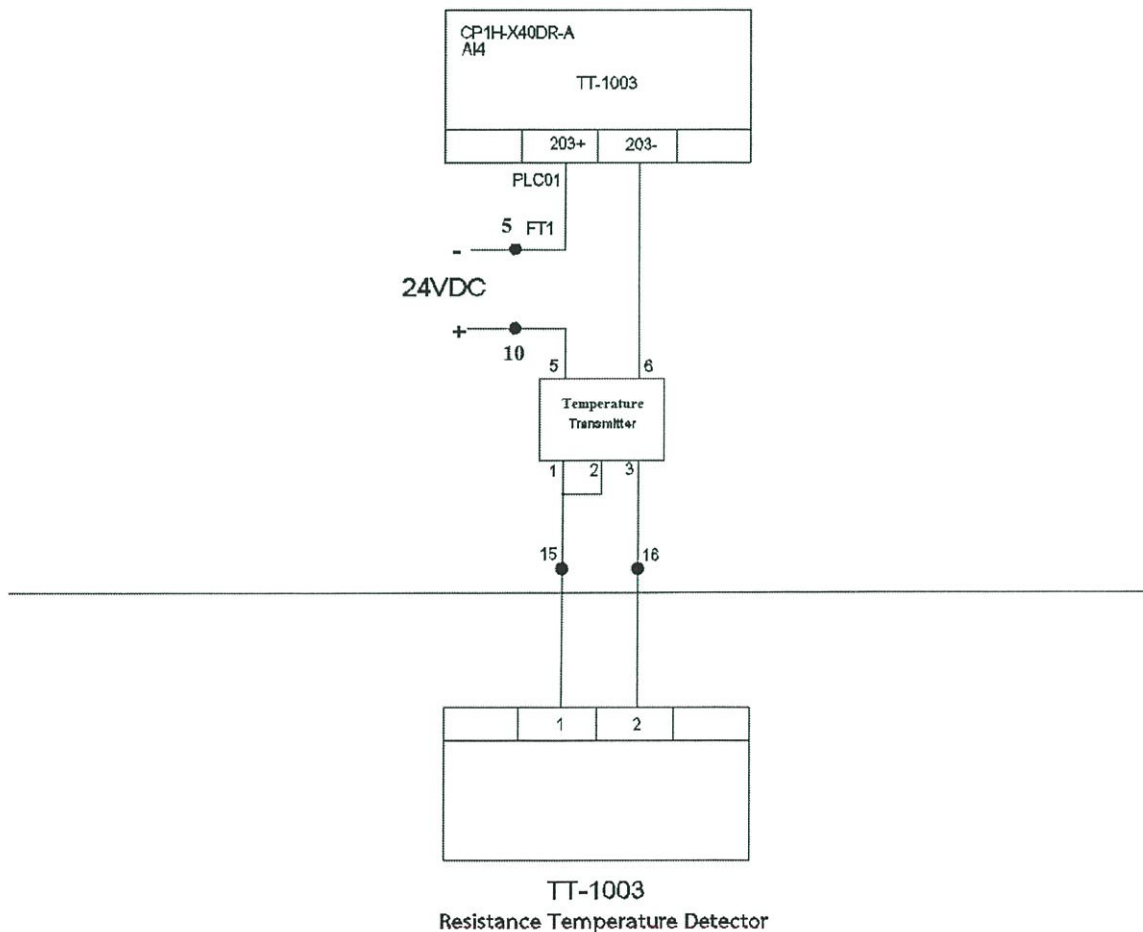 CP1H-X40DR-A
AI4
TT-1003
203+ 203-
PLC01
5 FT1
-
24VDC
+
10
5 6
Temperature
Transmitter
1 2 3
15 16
1 2
TT-1003
Resistance Temperature Detector